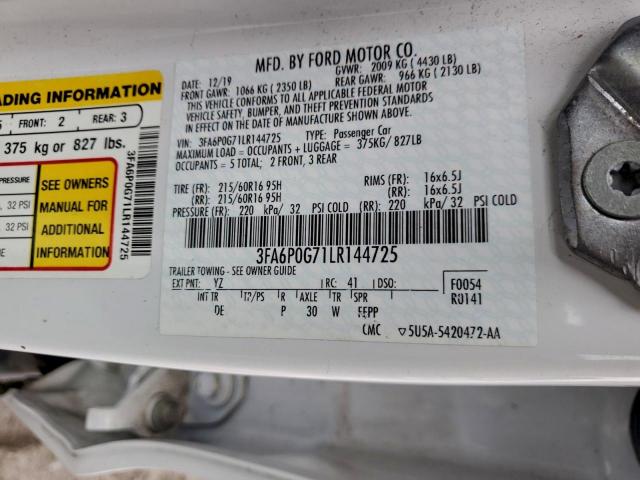 ADING INFORMATION
FRONT: 2 REAR: 3
375 kg or 827 lbs.
PRESSURE
32 PSI
32 PSI
SEE OWNERS
MANUAL FOR
ADDITIONAL
INFORMATION
3FA6P0G71LR144725
MFD. BY FORD MOTOR CO.
12/19 GVWR: 2009 KG (4430 LB)
FRONT GAWR: 1066 KG (2350 LB) REAR GAWR: 966 KG (2130 LB)
THIS VEHICLE CONFORMS TO ALL APPLICABLE FEDERAL MOTOR
VEHICLE SAFETY, BUMPER, AND THEFT PREVENTION STANDARDS
IN EFFECT ON THE DATE OF MANUFACTURE SHOWN ABOVE.
VIN: 3FA6P0G71LR144725 TYPE: Passenger Car
MAXIMUM LOAD = OCCUPANTS + LUGGAGE = 375KG/827LB
OCCUPANTS = 5 TOTAL; 2 FRONT, 3 REAR
TIRE (FR): 215/60R16 95H RIMS (FR): 16x6.5J
(RR): 215/60R16 95H (RR): 16x6.5J
PRESSURE (FR): 220 kPa/ 32 PSI COLD (RR): 220 kPa/ 32 PSI COLD
3FA6P0G71LR144725
TRAILER TOWING - SEE OWNER GUIDE
EXT PNT: YZ RC: 41 DSO: F0054
INT TR TP/PS R AXLE TR SPR R0141
DE P 30 W FFPP
CMC 5U5A-5420472-AA